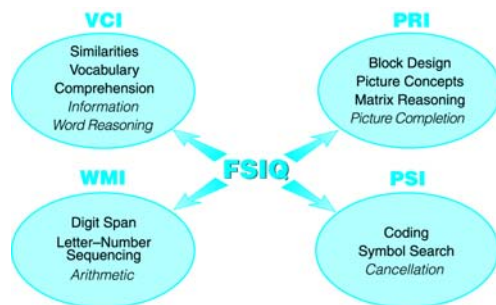 VCI
Similarities
Vocabulary
Comprehension
Information
Word Reasoning
PRI
Block Design
Picture Concepts
Matrix Reasoning
Picture Completion
FSIQ
WMI
Digit Span
Letter–Number
Sequencing
Arithmetic
PSI
Coding
Symbol Search
Cancellation